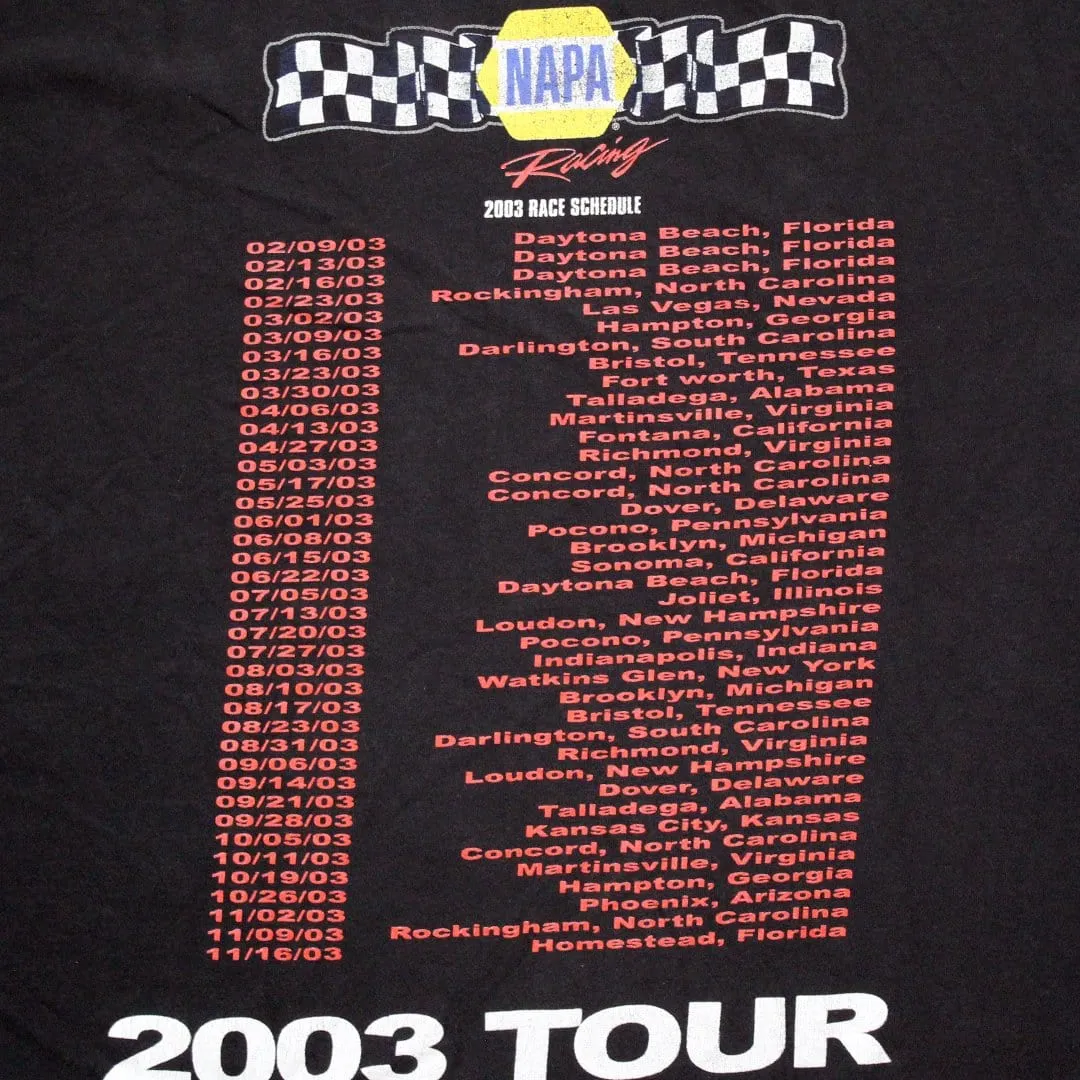 NAPA
Racing
2003 RACE SCHEDULE
02/09/03 Daytona Beach, Florida
02/13/03 Daytona Beach, Florida
02/16/03 Daytona Beach, Florida
02/23/03 Rockingham, North Carolina
03/02/03 Las Vegas, Nevada
03/09/03 Hampton, Georgia
03/16/03 Darlington, South Carolina
03/23/03 Bristol, Tennessee
03/30/03 Fort worth, Texas
04/06/03 Talladega, Alabama
04/13/03 Martinsville, Virginia
04/27/03 Fontana, California
05/03/03 Richmond, Virginia
05/17/03 Concord, North Carolina
05/25/03 Concord, North Carolina
06/01/03 Dover, Delaware
06/08/03 Pocono, Pennsylvania
06/15/03 Brooklyn, Michigan
06/22/03 Sonoma, California
07/05/03 Daytona Beach, Florida
07/13/03 Joliet, Illinois
07/20/03 Loudon, New Hampshire
07/27/03 Pocono, Pennsylvania
08/03/03 Indianapolis, Indiana
08/10/03 Watkins Glen, New York
08/17/03 Brooklyn, Michigan
08/23/03 Bristol, Tennessee
08/31/03 Darlington, South Carolina
09/06/03 Richmond, Virginia
09/14/03 Loudon, New Hampshire
09/21/03 Dover, Delaware
09/28/03 Talladega, Alabama
10/05/03 Kansas City, Kansas
10/11/03 Concord, North Carolina
10/19/03 Martinsville, Virginia
10/26/03 Hampton, Georgia
11/02/03 Phoenix, Arizona
11/09/03 Rockingham, North Carolina
11/16/03 Homestead, Florida
2003 TOUR